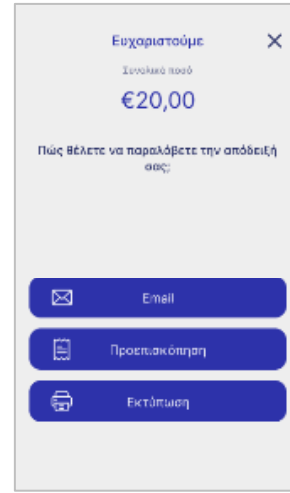 Ευχαριστούμε
Συνολικό ποσό
€20,00
Πώς θέλετε να παραλάβετε την απόδειξή
σας;
Email
Προεπισκόπηση
Εκτύπωση